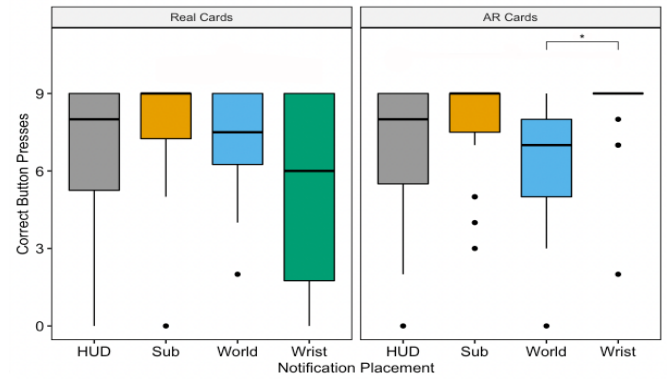 Real Cards AR Cards
*
Correct Button Presses
9
6
3
0
HUD Sub World Wrist HUD Sub World Wrist
Notification Placement